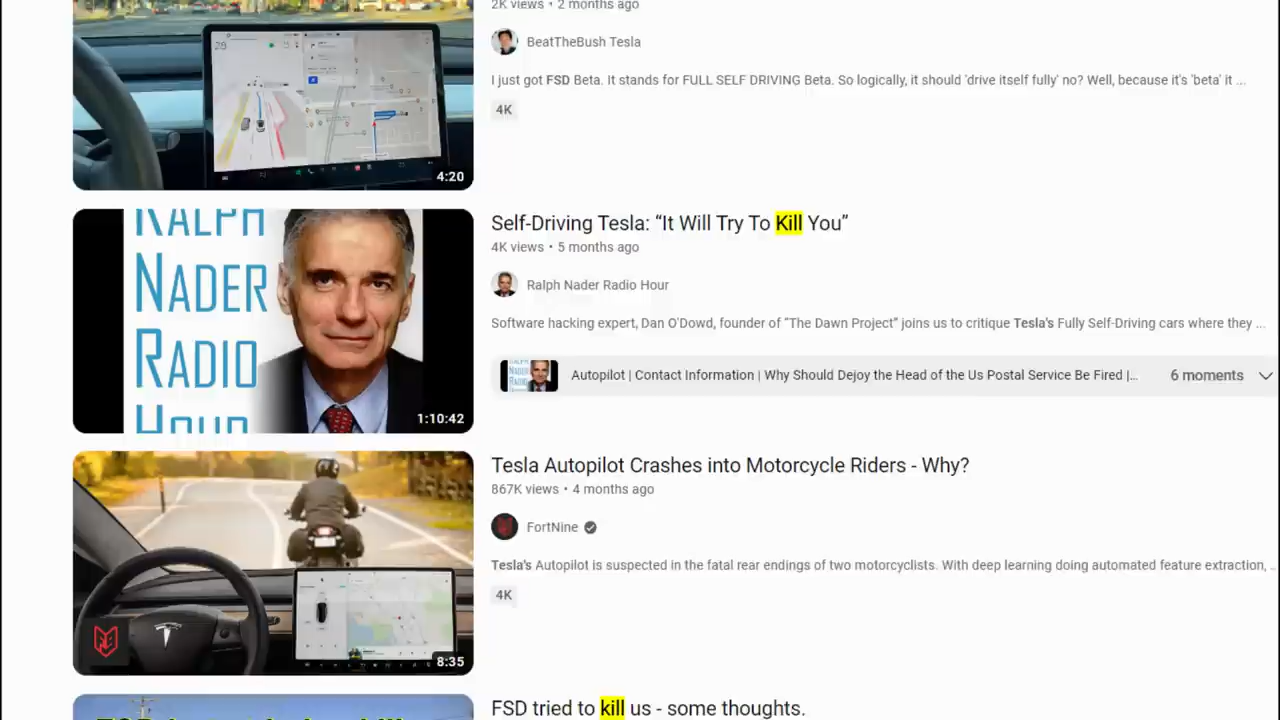 2K views • 2 months ago
BeatTheBush Tesla
I just got FSD Beta. It stands for FULL SELF DRIVING Beta. So logically, it should 'drive itself fully' no? Well, because it's 'beta' it ...
4K
4:20
RALPH
NADER
RADIO
HOUR
1:10:42
Self-Driving Tesla: “It Will Try To Kill You”
4K views • 5 months ago
Ralph Nader Radio Hour
Software hacking expert, Dan O'Dowd, founder of “The Dawn Project” joins us to critique Tesla's Fully Self-Driving cars where they ...
Autopilot | Contact Information | Why Should Dejoy the Head of the Us Postal Service Be Fired |...
6 moments
Tesla Autopilot Crashes into Motorcycle Riders - Why?
867K views • 4 months ago
FortNine
Tesla's Autopilot is suspected in the fatal rear endings of two motorcyclists. With deep learning doing automated feature extraction, ..
4K
8:35
FSD tried to kill us - some thoughts.